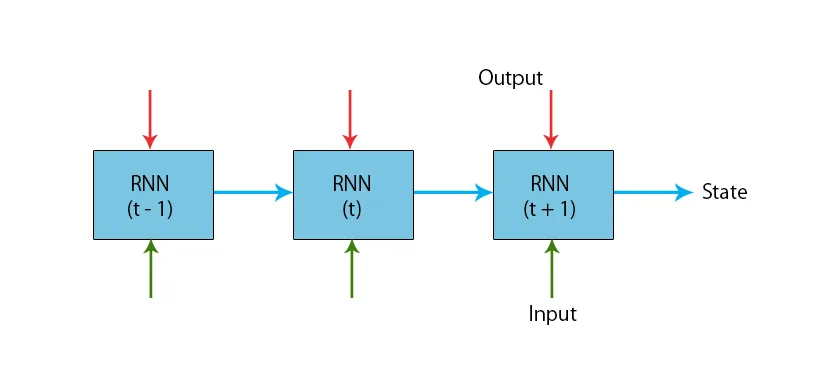 Output
RNN
(t - 1)
RNN
(t)
RNN
(t + 1)
State
Input